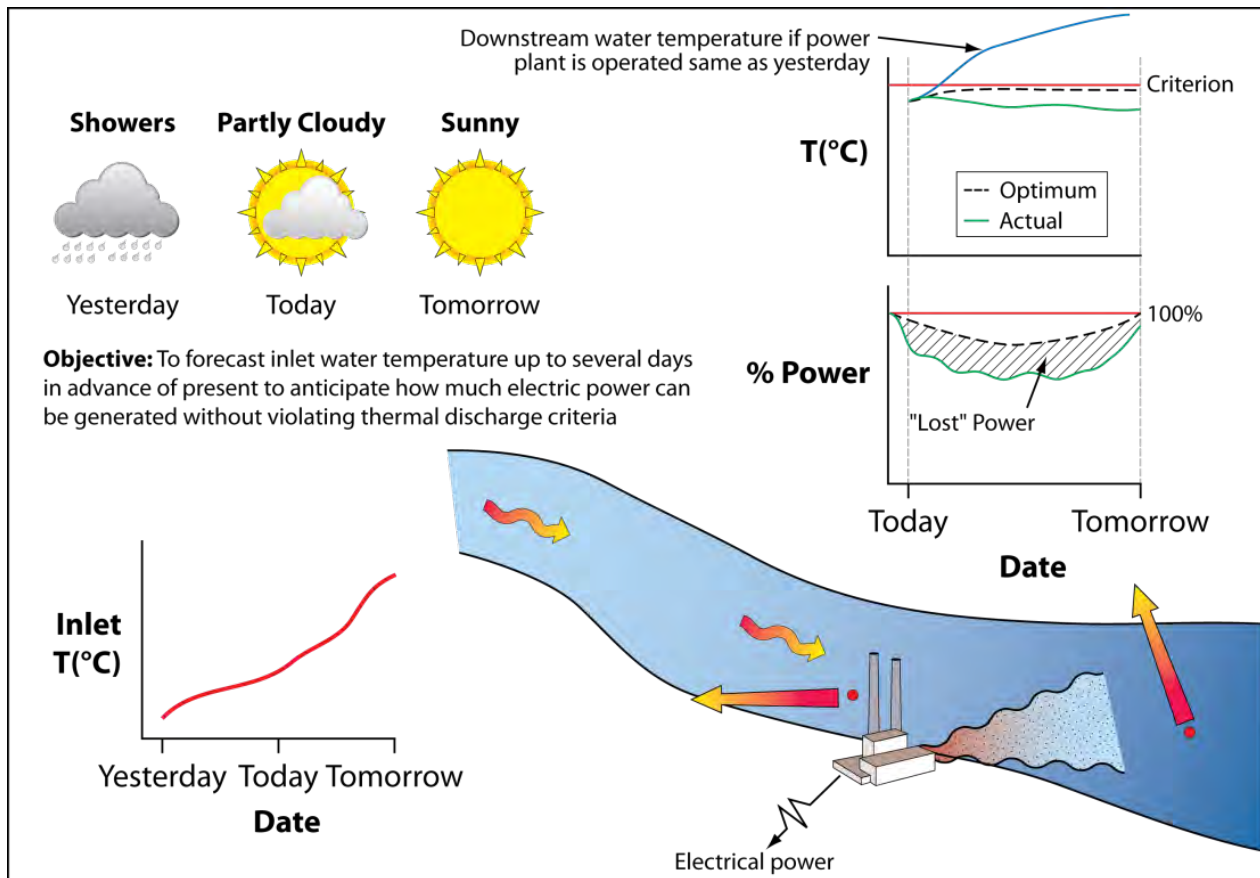 Downstream water temperature if power
plant is operated same as yesterday
Criterion
T(°C)
Optimum
Actual
Showers
Partly Cloudy
Sunny
Yesterday
Today
Tomorrow
100%
% Power
"Lost" Power
Today
Tomorrow
Date
Objective: To forecast inlet water temperature up to several days
in advance of present to anticipate how much electric power can
be generated without violating thermal discharge criteria
Inlet
T(°C)
Yesterday
Today
Tomorrow
Date
Electrical power